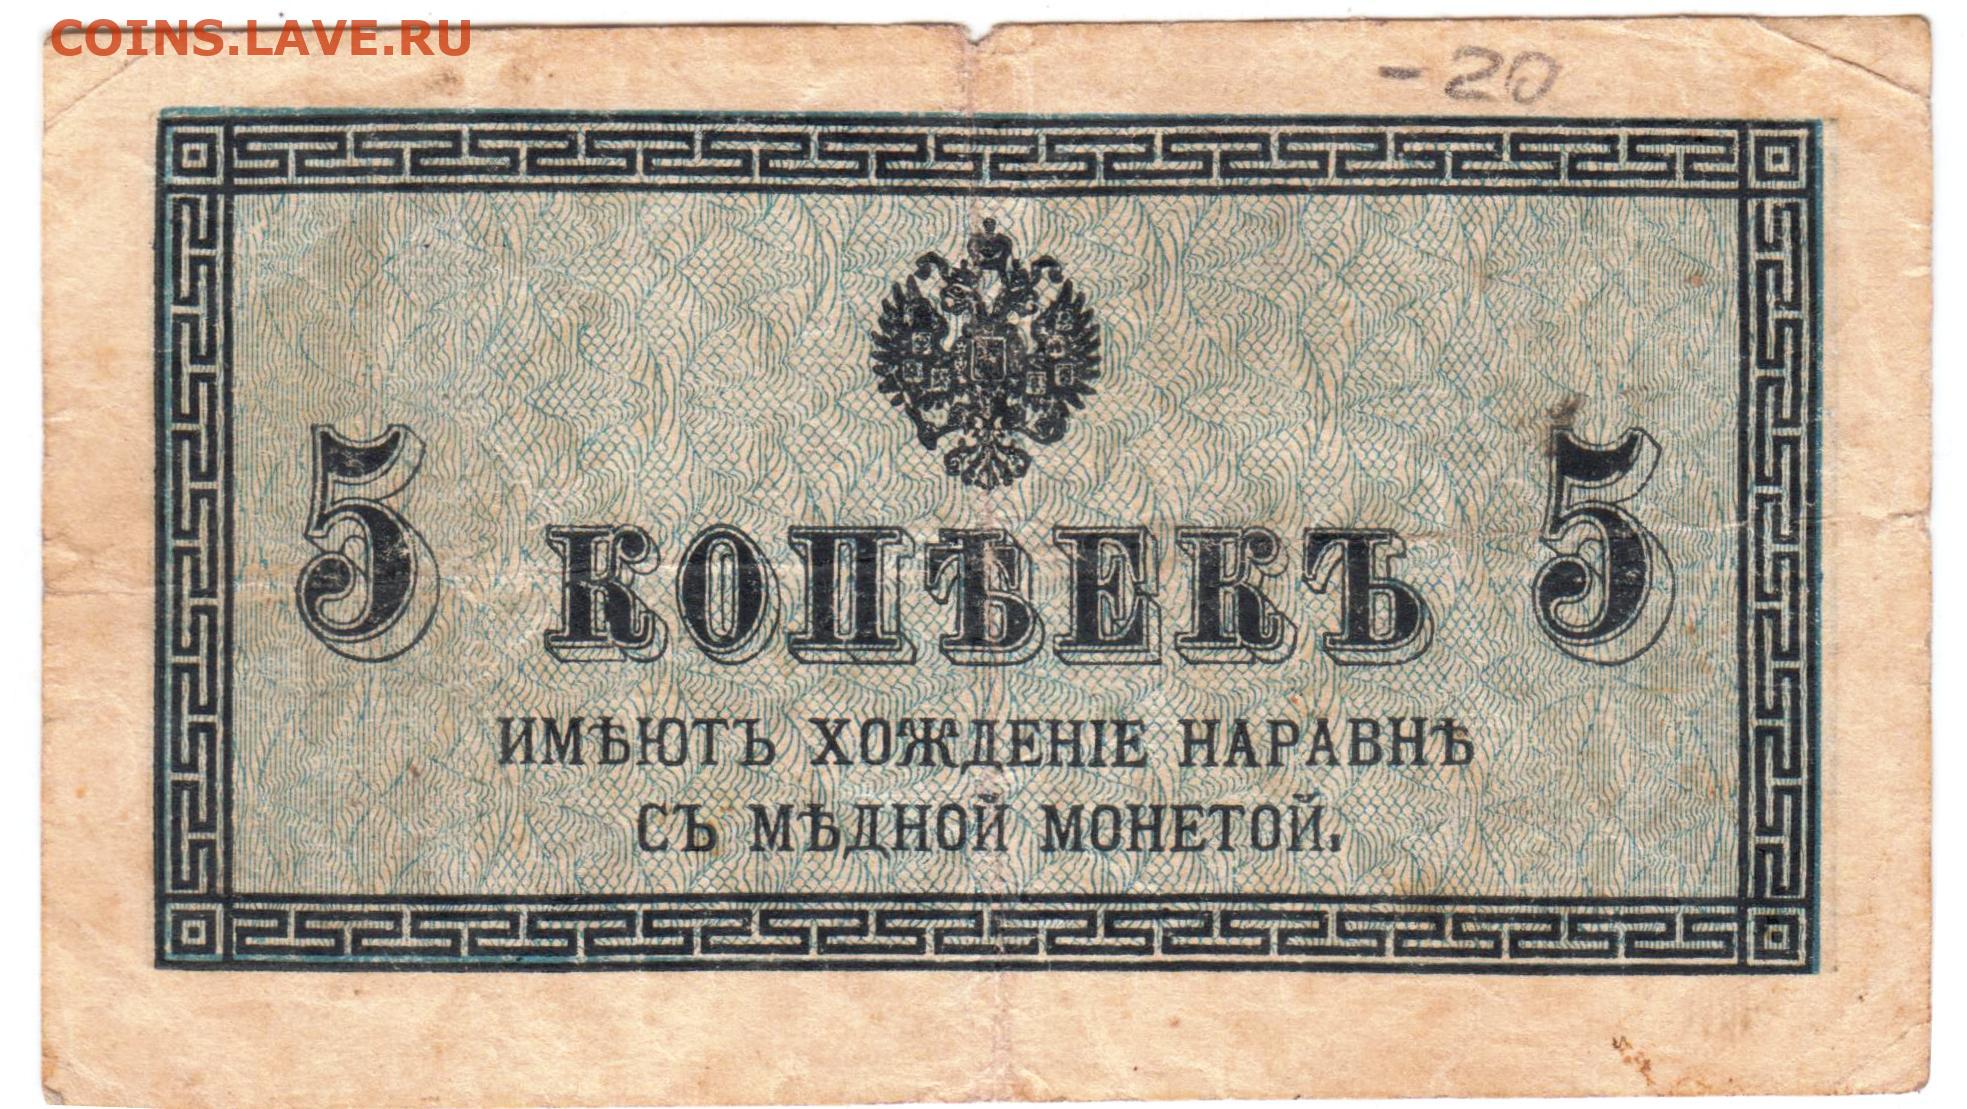 COINS.LAVE.RU
-20
5 КОПѢЕКЪ 5
ИМѢЮТЪ ХОЖДЕНІЕ НАРАВНѢ
СЪ МѢДНОЙ МОНЕТОЙ.